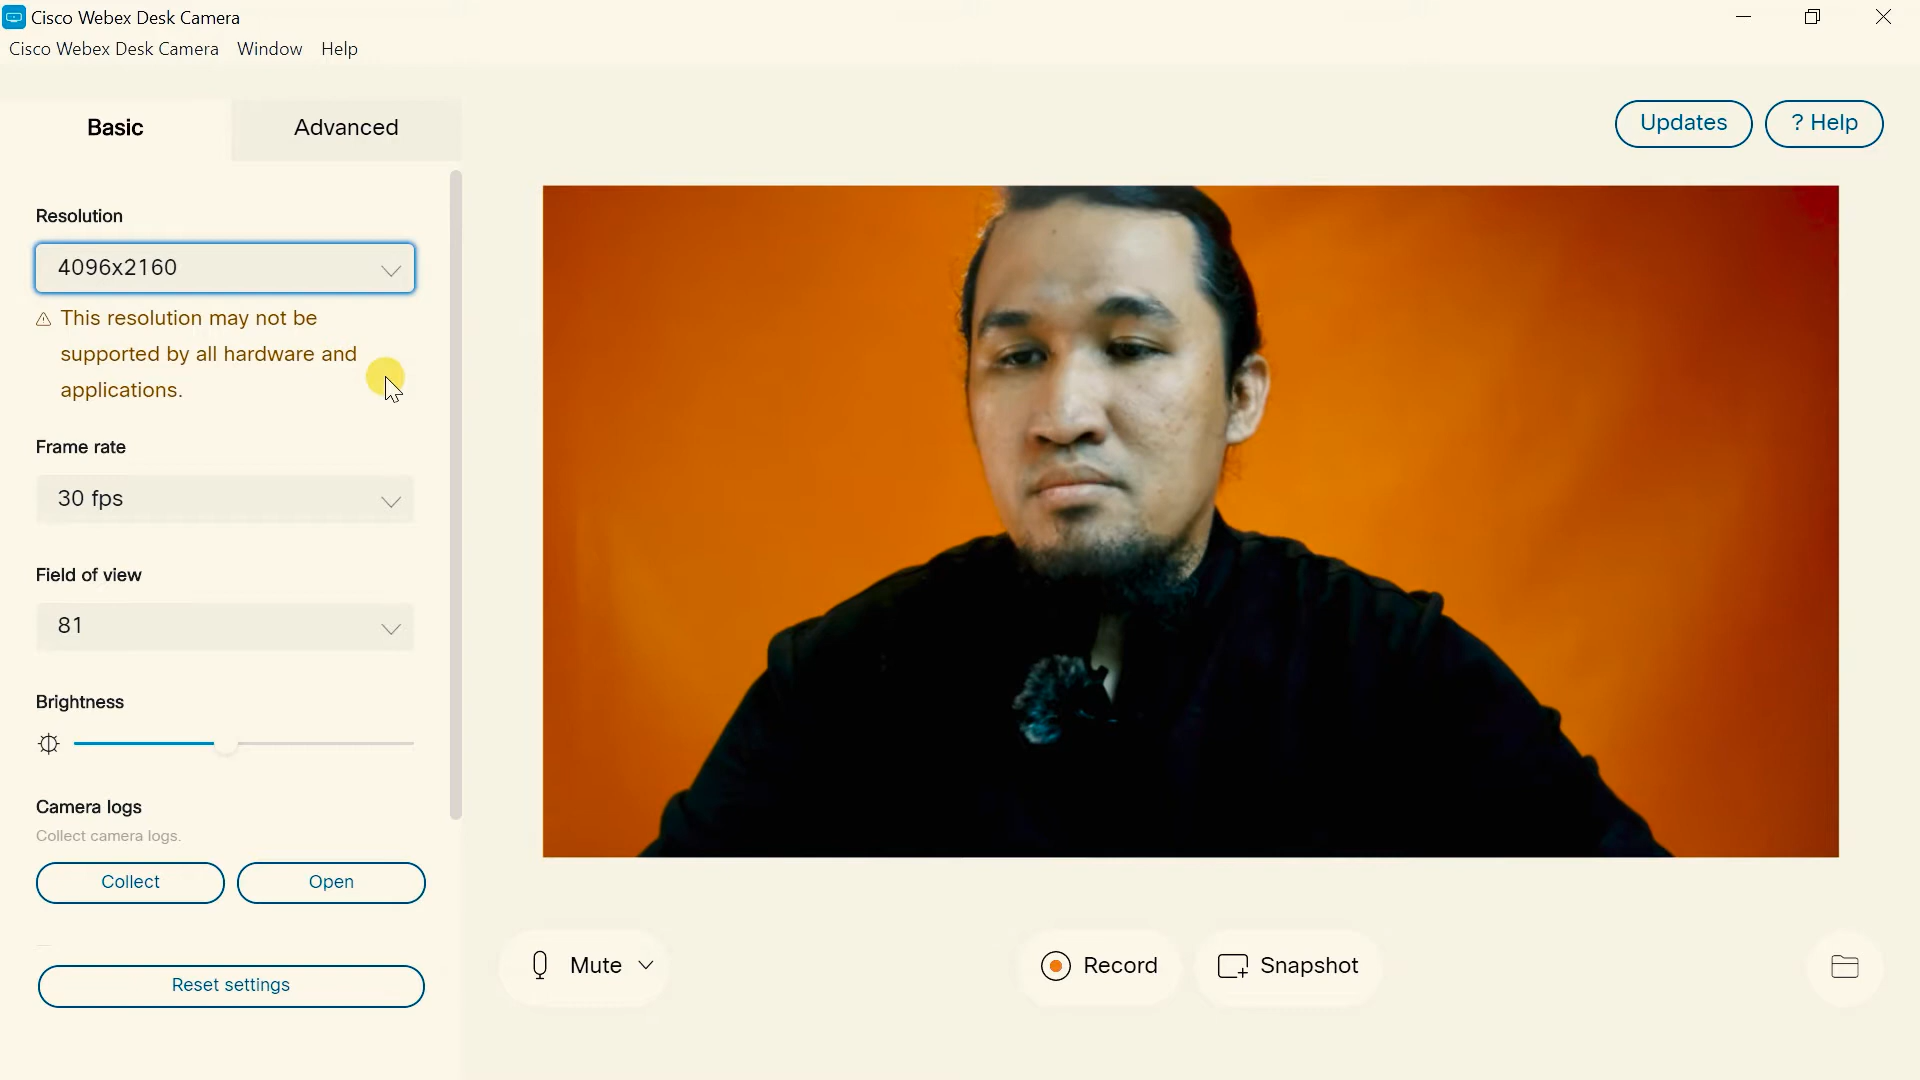 Cisco Webex Desk Camera
Cisco Webex Desk Camera Window Help
Basic Advanced
Updates ? Help
Resolution
4096x2160
This resolution may not be
supported by all hardware and
applications.
Frame rate
30 fps
Field of view
81
Brightness
Camera logs
Collect camera logs.
Collect Open
Reset settings
Mute Record Snapshot